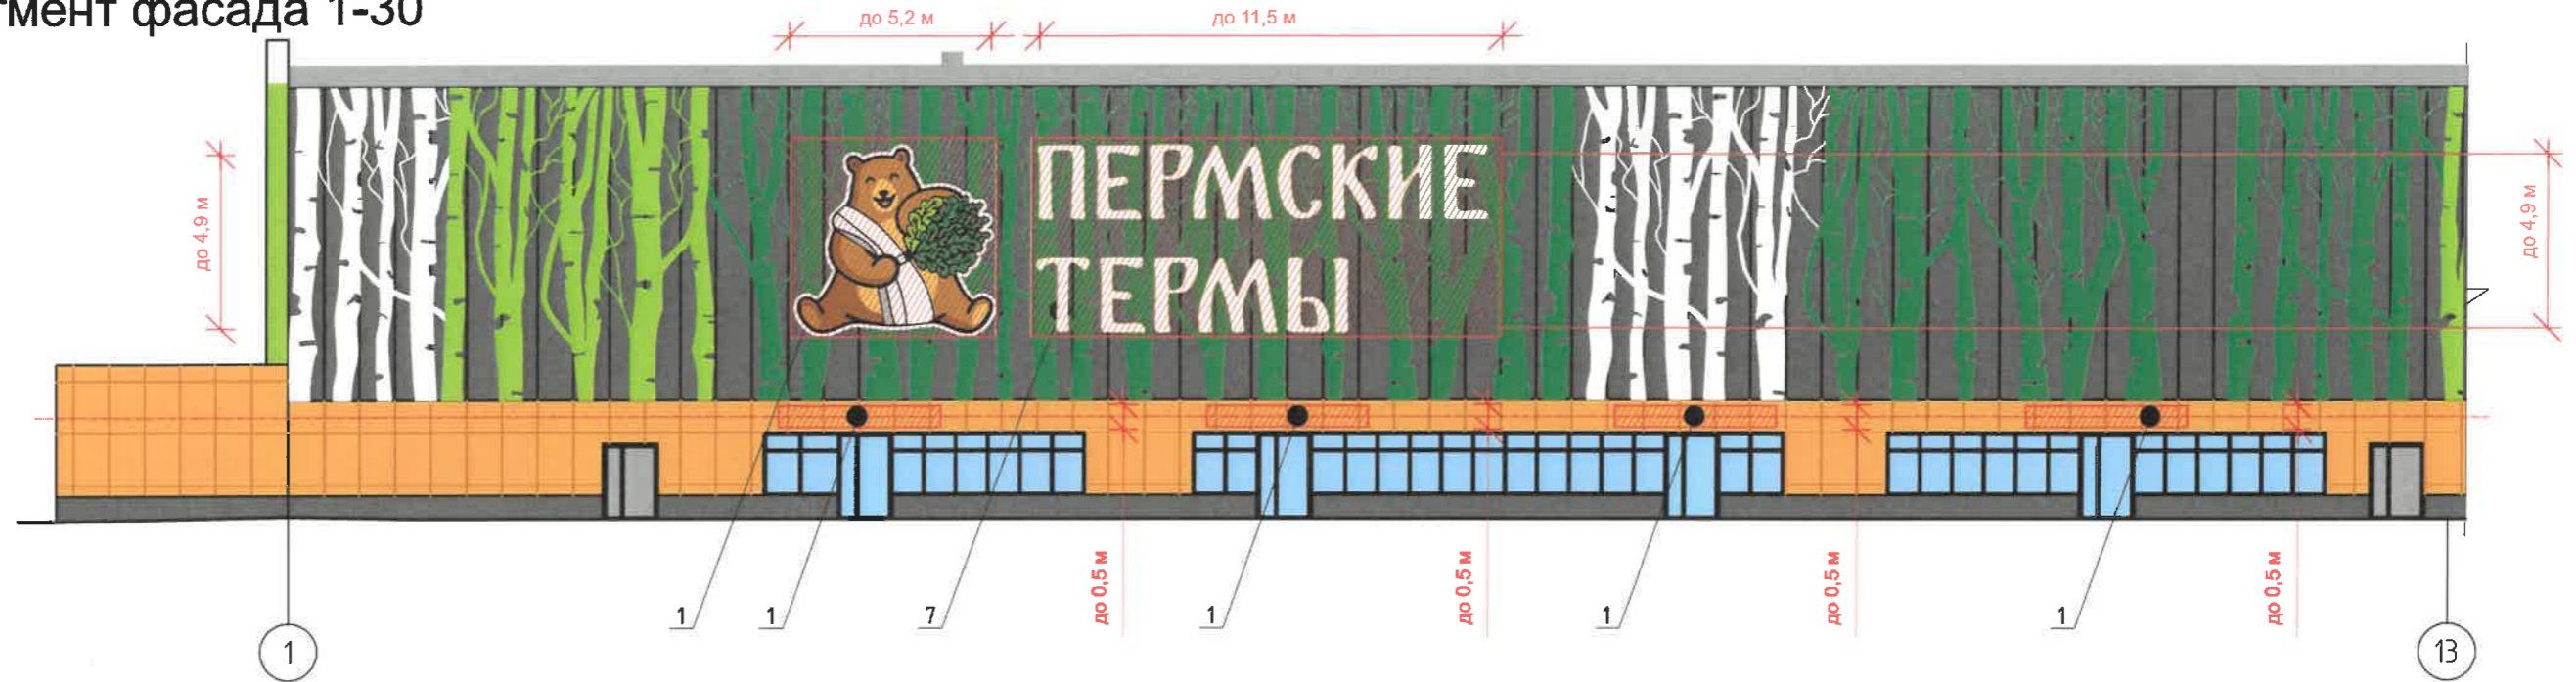 гмент фасада 1-30
до 5,2 м
до 11,5 м
до 4,9 м
ПЕРМСКИЕ
ТЕРМЫ
до 4,9 м
до 0,5 м
до 0,5 м
до 0,5 м
до 0,5 м
1
1
7
1
1
1
1
13